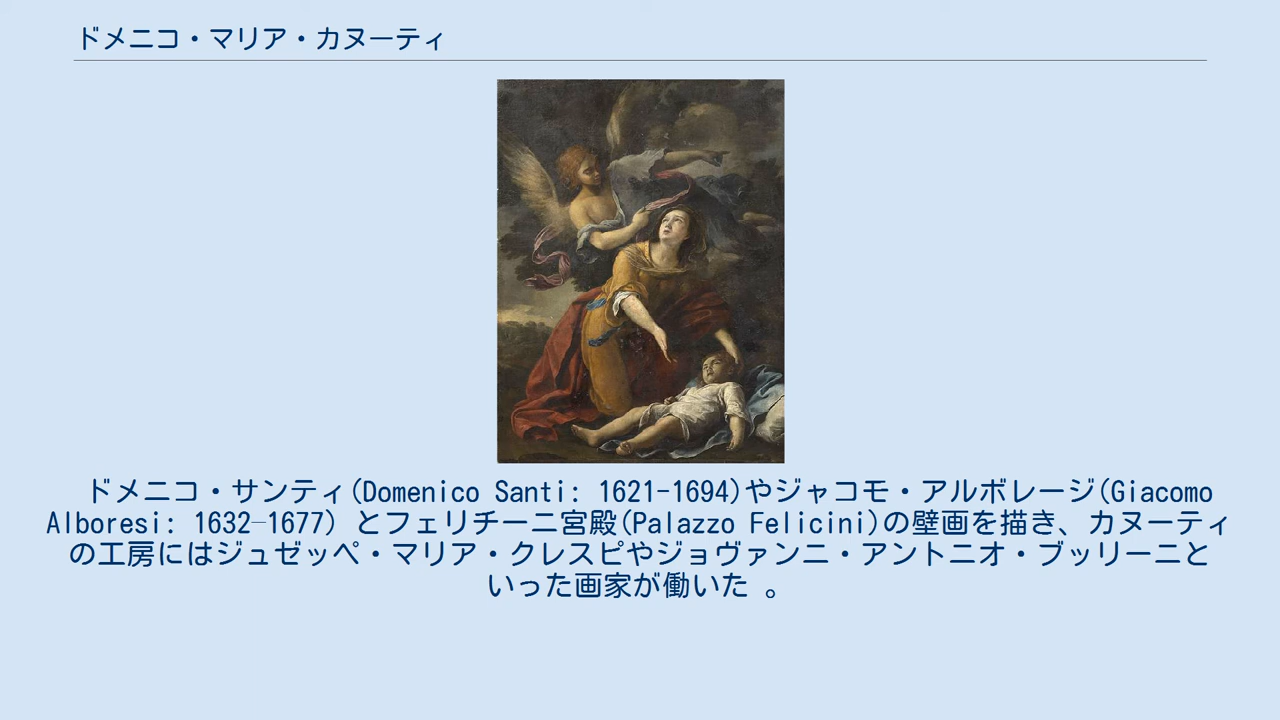 ドメニコ・マリア・カヌーティ
ドメニコ・サンティ(Domenico Santi: 1621-1694)やジャコモ・アルボレージ(Giacomo
Alboresi: 1632–1677) とフェリチーニ宮殿(Palazzo Felicini)の壁画を描き、カヌーティ
の工房にはジュゼッペ・マリア・クレスピやジョヴァンニ・アントニオ・ブッリーニと
いった画家が働いた 。